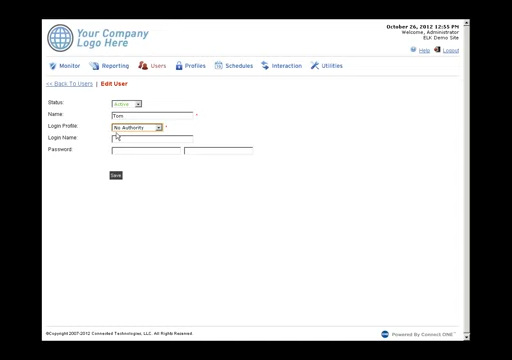 October 26, 2012 12:55 PM
Welcome, Administrator
ELK Demo Site
Your Company
Logo Here
Help Logout
Monitor Reporting Users Profiles Schedules Interaction Utilities
<< Back To Users | Edit User
Status: Active
Name: Tom *
Login Profile: No Authority *
Login Name:
Password:
Save
©Copyright 2007-2012 Connected Technologies, LLC. All Rights Reserved.
Powered By Connect ONE